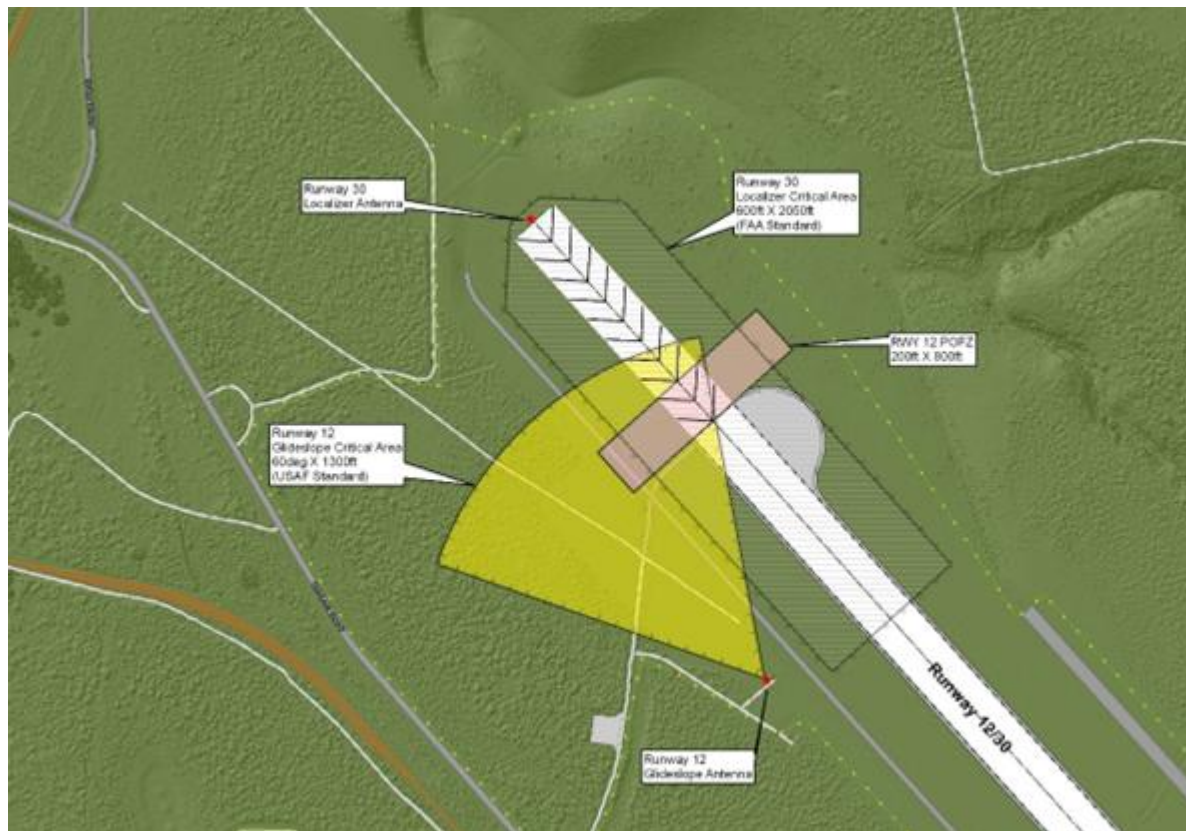 Runway 30
Localizer Antenna
Runway 30
Localizer Critical Area
600ft X 2050ft
(FAA Standard)
RWY 12 POFZ
200ft X 800ft
Runway 12
Glideslope Critical Area
60deg X 1300ft
(USAF Standard)
Runway 12/30
Runway 12
Glideslope Antenna